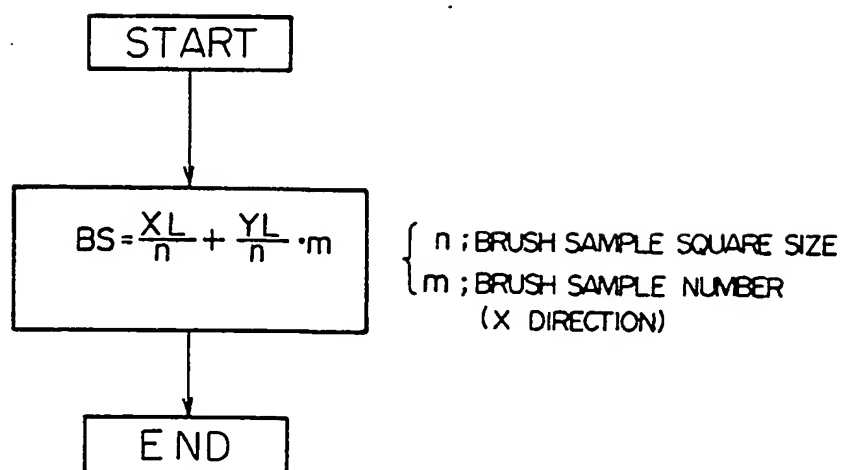 START
BS = XL/n + YL/n · m
n ; BRUSH SAMPLE SQUARE SIZE
m ; BRUSH SAMPLE NUMBER
(X DIRECTION)
END